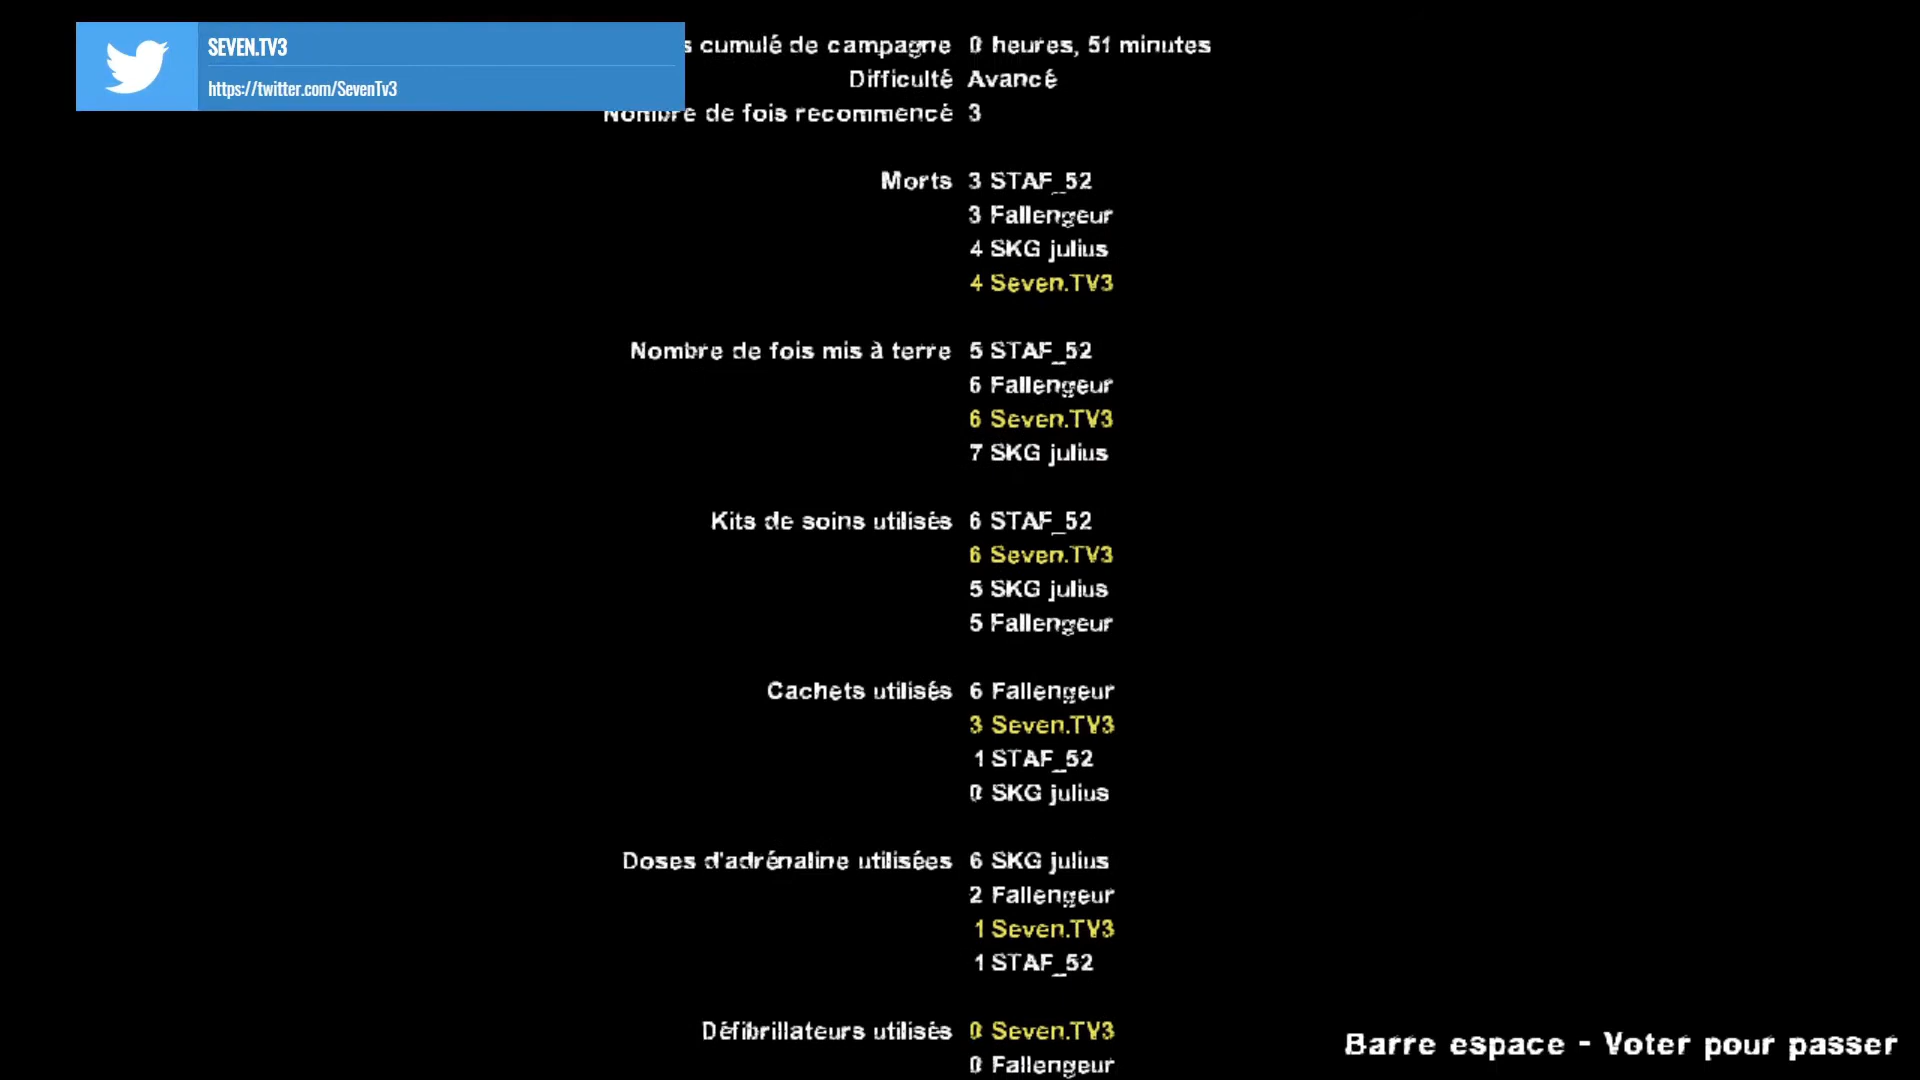 SEVEN.TV3
https://twitter.com/SevenTv3
s cumulé de campagne 0 heures, 51 minutes
Difficulté Avancé
Nombre de fois recommencé 3
Morts 3 STAF_52
3 Fallengeur
4 SKG julius
4 Seven.TV3
Nombre de fois mis à terre 5 STAF_52
6 Fallengeur
6 Seven.TV3
7 SKG julius
Kits de soins utilisés 6 STAF_52
6 Seven.TV3
5 SKG julius
5 Fallengeur
Cachets utilisés 6 Fallengeur
3 Seven.TV3
1 STAF_52
0 SKG julius
Doses d'adrénaline utilisées 6 SKG julius
2 Fallengeur
1 Seven.TV3
1 STAF_52
Défibrillateurs utilisés 0 Seven.TV3
0 Fallengeur
Barre espace - Voter pour passer